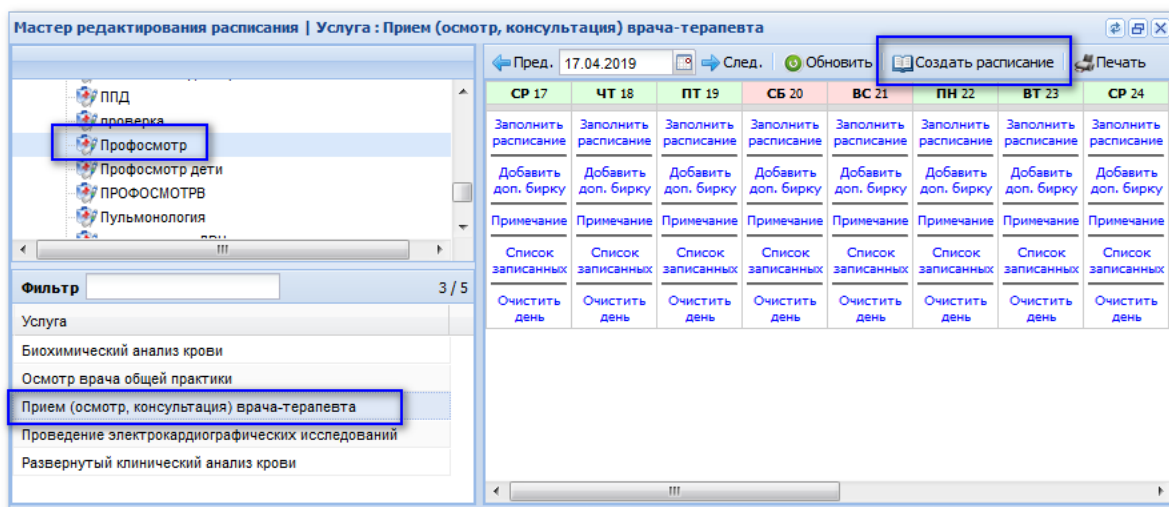 Мастер редактирования расписания | Услуга : Прием (осмотр, консультация) врача-терапевта
ППД
проверка
Профосмотр
Профосмотр дети
ПРОФОСМОТРВ
Пульмонология
Фильтр 3 / 5
Услуга
Биохимический анализ крови
Осмотр врача общей практики
Прием (осмотр, консультация) врача-терапевта
Проведение электрокардиографических исследований
Развернутый клинический анализ крови
Пред. 17.04.2019 След. Обновить Создать расписание Печать
СР 17 ЧТ 18 ПТ 19 СБ 20 ВС 21 ПН 22 ВТ 23 СР 24
Заполнить Заполнить Заполнить Заполнить Заполнить Заполнить Заполнить Заполнить
расписание расписание расписание расписание расписание расписание расписание расписание
Добавить Добавить Добавить Добавить Добавить Добавить Добавить Добавить
доп. бирку доп. бирку доп. бирку доп. бирку доп. бирку доп. бирку доп. бирку доп. бирку
Примечание Примечание Примечание Примечание Примечание Примечание Примечание Примечание
Список Список Список Список Список Список Список Список
записанных записанных записанных записанных записанных записанных записанных записанных
Очистить Очистить Очистить Очистить Очистить Очистить Очистить Очистить
день день день день день день день день